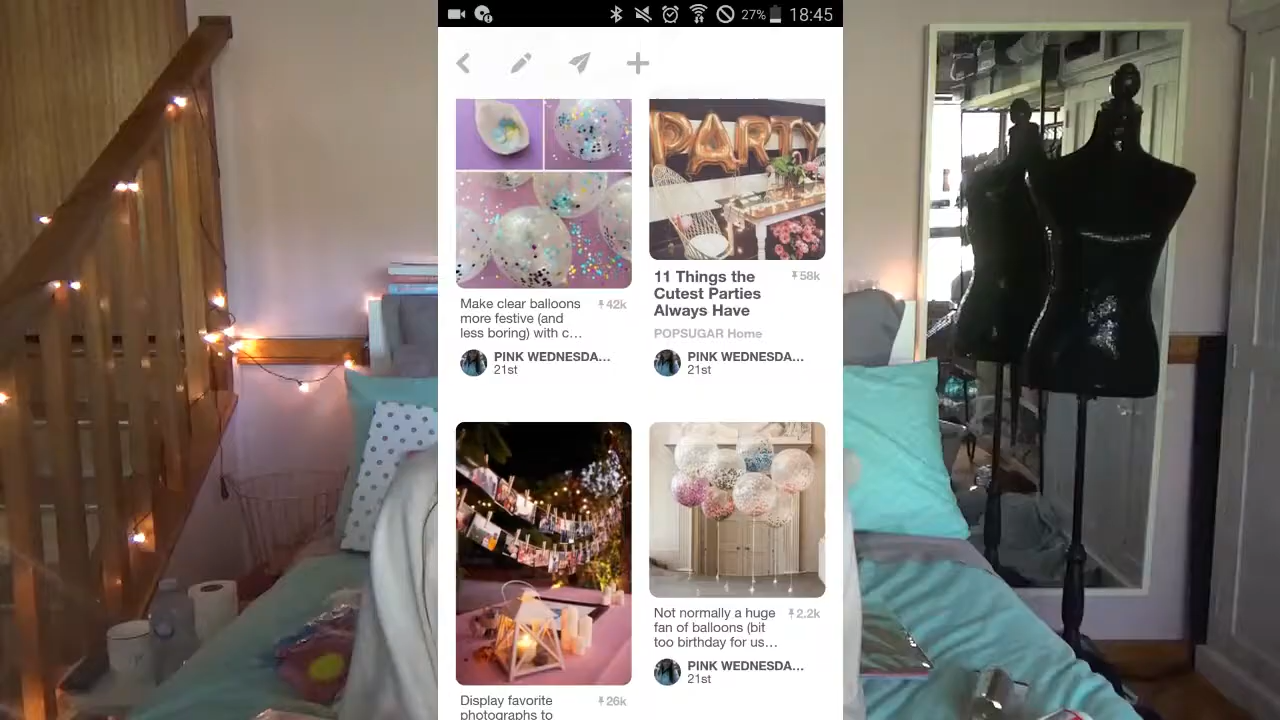 27% 18:45
PARTY
Make clear balloons
more festive (and
less boring) with c...
42k
PINK WEDNESDA...
21st
11 Things the
Cutest Parties
Always Have
58k
POPSUGAR Home
PINK WEDNESDA...
21st
Display favorite
photographs to
26k
Not normally a huge
fan of balloons (bit
too birthday for us...
2.2k
PINK WEDNESDA...
21st